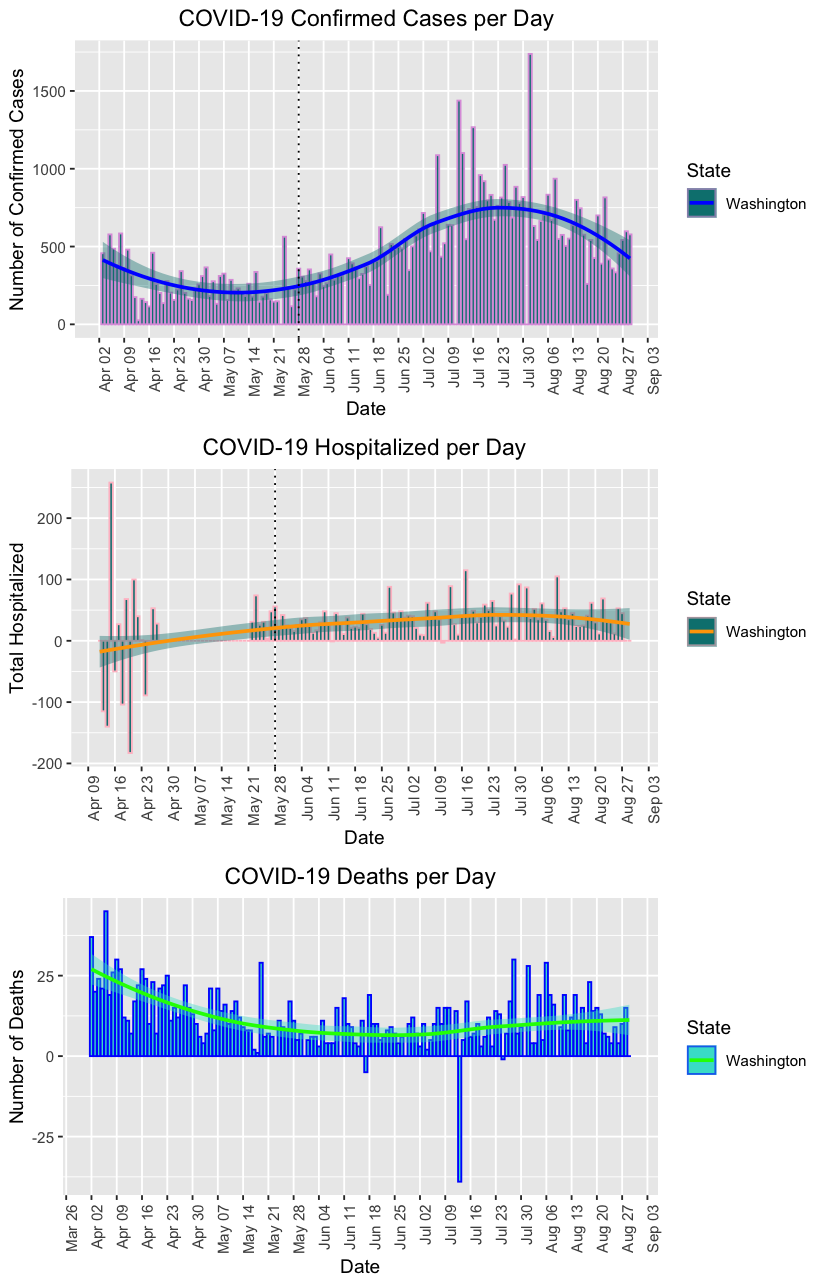 COVID-19 Confirmed Cases per Day
Number of Confirmed Cases
1500
1000
500
0
Apr 02 Apr 09 Apr 16 Apr 23 Apr 30 May 07 May 14 May 21 May 28 Jun 04 Jun 11 Jun 18 Jun 25 Jul 02 Jul 09 Jul 16 Jul 23 Jul 30 Aug 06 Aug 13 Aug 20 Aug 27 Sep 03
Date
State
Washington
COVID-19 Hospitalized per Day
Total Hospitalized
200
100
0
-100
-200
Apr 09 Apr 16 Apr 23 Apr 30 May 07 May 14 May 21 May 28 Jun 04 Jun 11 Jun 18 Jun 25 Jul 02 Jul 09 Jul 16 Jul 23 Jul 30 Aug 06 Aug 13 Aug 20 Aug 27 Sep 03
Date
State
Washington
COVID-19 Deaths per Day
Number of Deaths
25
0
-25
Mar 26 Apr 02 Apr 09 Apr 16 Apr 23 Apr 30 May 07 May 14 May 21 May 28 Jun 04 Jun 11 Jun 18 Jun 25 Jul 02 Jul 09 Jul 16 Jul 23 Jul 30 Aug 06 Aug 13 Aug 20 Aug 27 Sep 03
Date
State
Washington